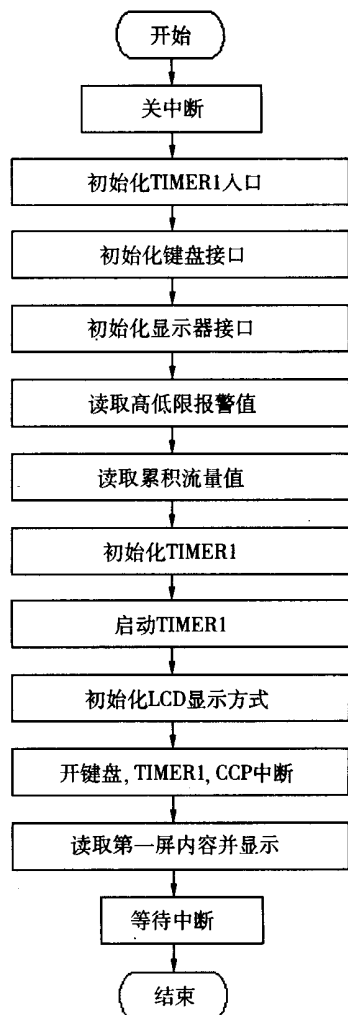 开始
关中断
初始化TIMER1人口
初始化键盘接口
初始化显示器接口
读取高低限报警值
读取累积流量值
初始化TIMER1
启动TIMER1
初始化LCD显示方式
开键盘, TIMER1, CCP中断
读取第一屏内容并显示
等待中断
结束